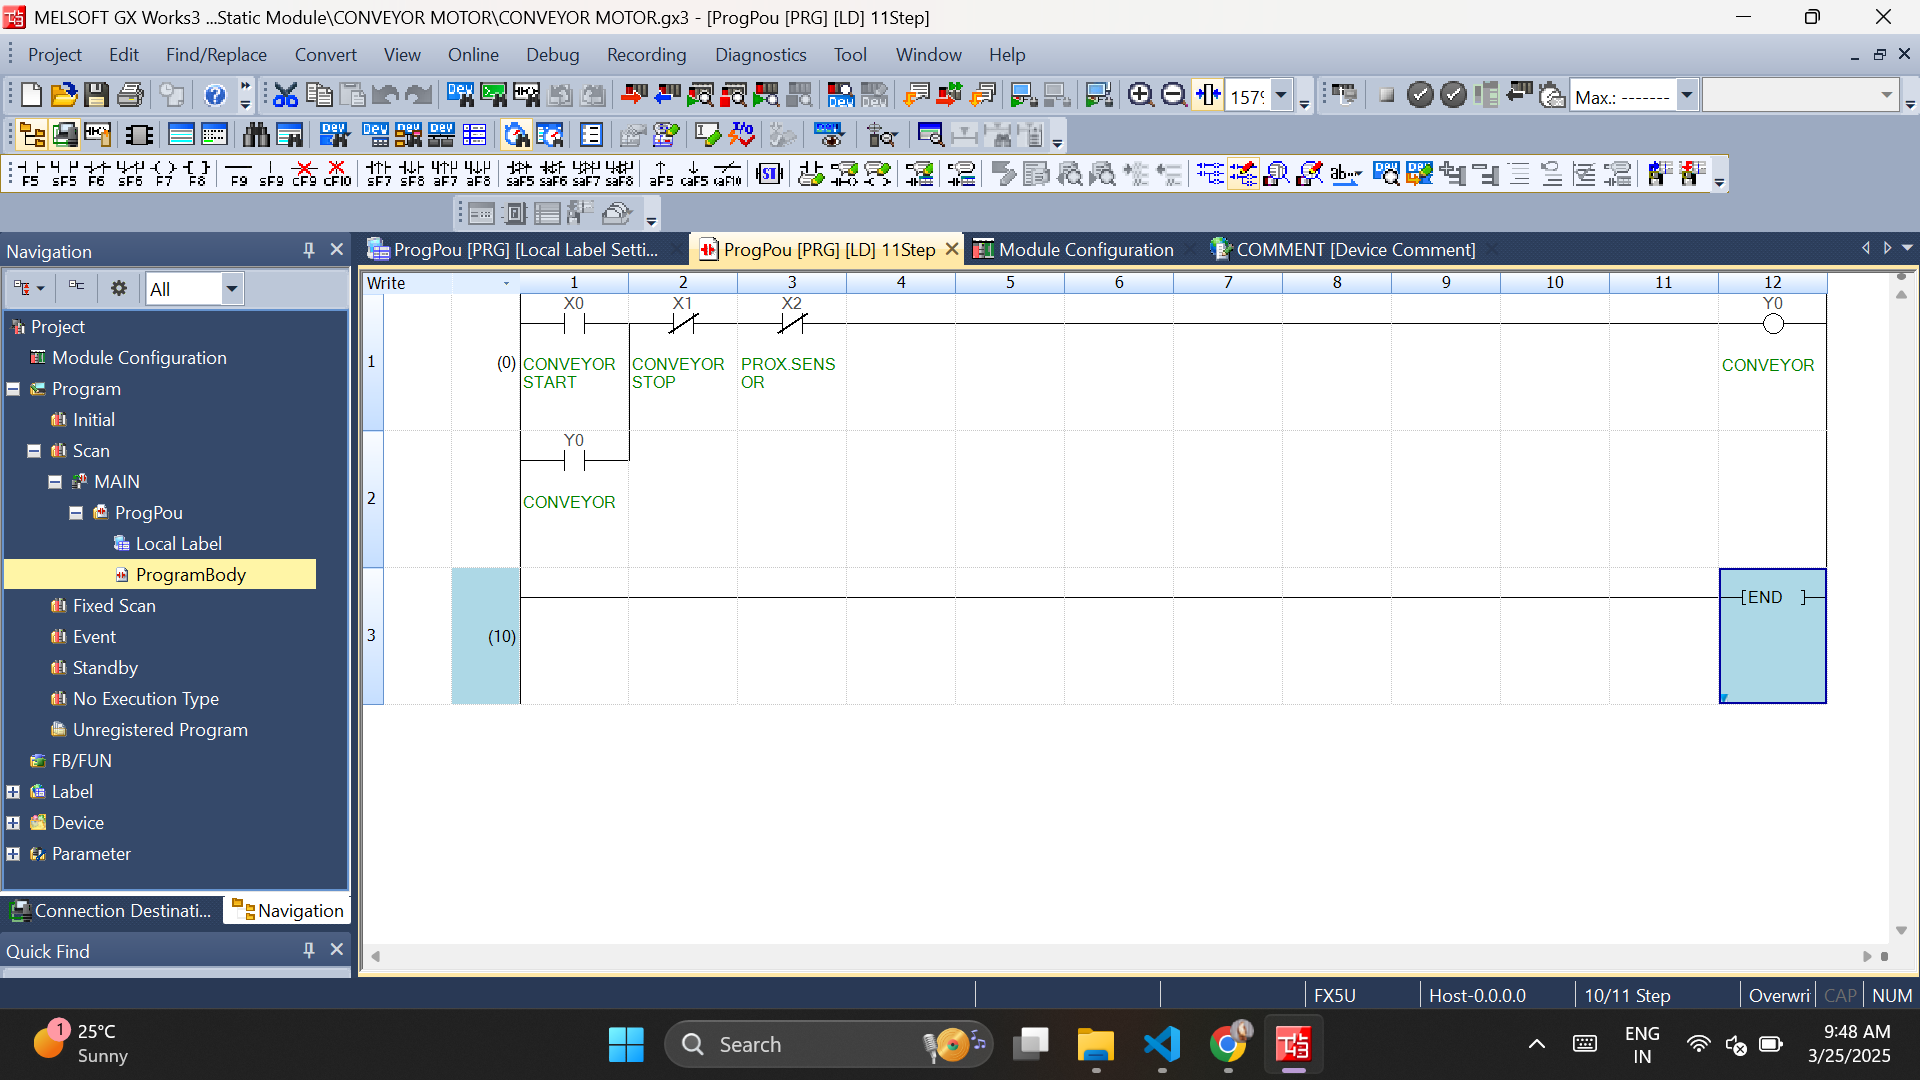 MELSOFT GX Works3 ...Static Module\CONVEYOR MOTOR\CONVEYOR MOTOR.gx3 - [ProgPou [PRG] [LD] 11Step]
Project Edit Find/Replace Convert View Online Debug Recording Diagnostics Tool Window Help
Max.: -------
F5 sF5 F6 sF6 F7 F8 F9 sF9 cF9 cF10 sF7 sF8 aF7 aF8 saF5 saF6 saF7 saF8 aF5 caF5 caF10
Navigation
ProgPou [PRG] [Local Label Setti...
ProgPou [PRG] [LD] 11Step
Module Configuration
COMMENT [Device Comment]
All
Project
Module Configuration
Program
Initial
Scan
MAIN
ProgPou
Local Label
ProgramBody
Fixed Scan
Event
Standby
No Execution Type
Unregistered Program
FB/FUN
Label
Device
Parameter
Connection Destinati...
Navigation
Quick Find
Write 1 2 3 4 5 6 7 8 9 10 11 12
X0 X1 X2 Y0
1 (0)
CONVEYOR CONVEYOR PROX.SENS CONVEYOR
START STOP OR
Y0
2
CONVEYOR
[END ]
3 (10)
FX5U Host-0.0.0.0 10/11 Step Overwri CAP NUM
1
25°C
Sunny
Search
ENG
IN
9:48 AM
3/25/2025